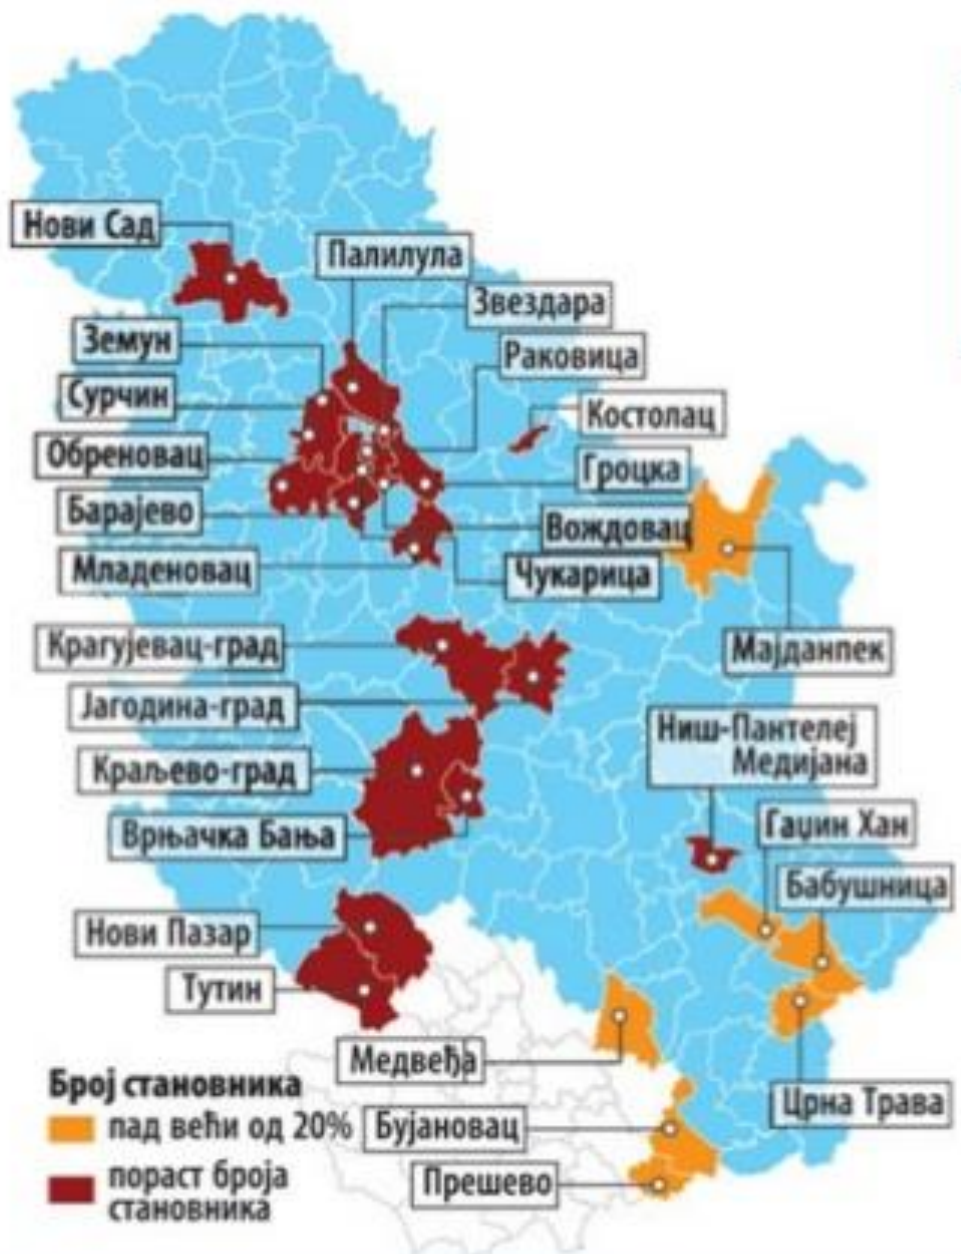 Нови Сад
Палилула
Звездара
Земун
Раковица
Сурчин
Костолац
Обреновац
Гроцка
Барајево
Вождовац
Младеновац
Чукарица
Крагујевац-град
Мајданпек
Јагодина-град
Ниш-Пантелеј
Медијана
Краљево-град
Гаџин Хан
Врњачка Бања
Бабушница
Нови Пазар
Тутин
Медвеђа
Црна Трава
Број становника
пад већи од 20%
Бујановац
Прешево
пораст броја
становника